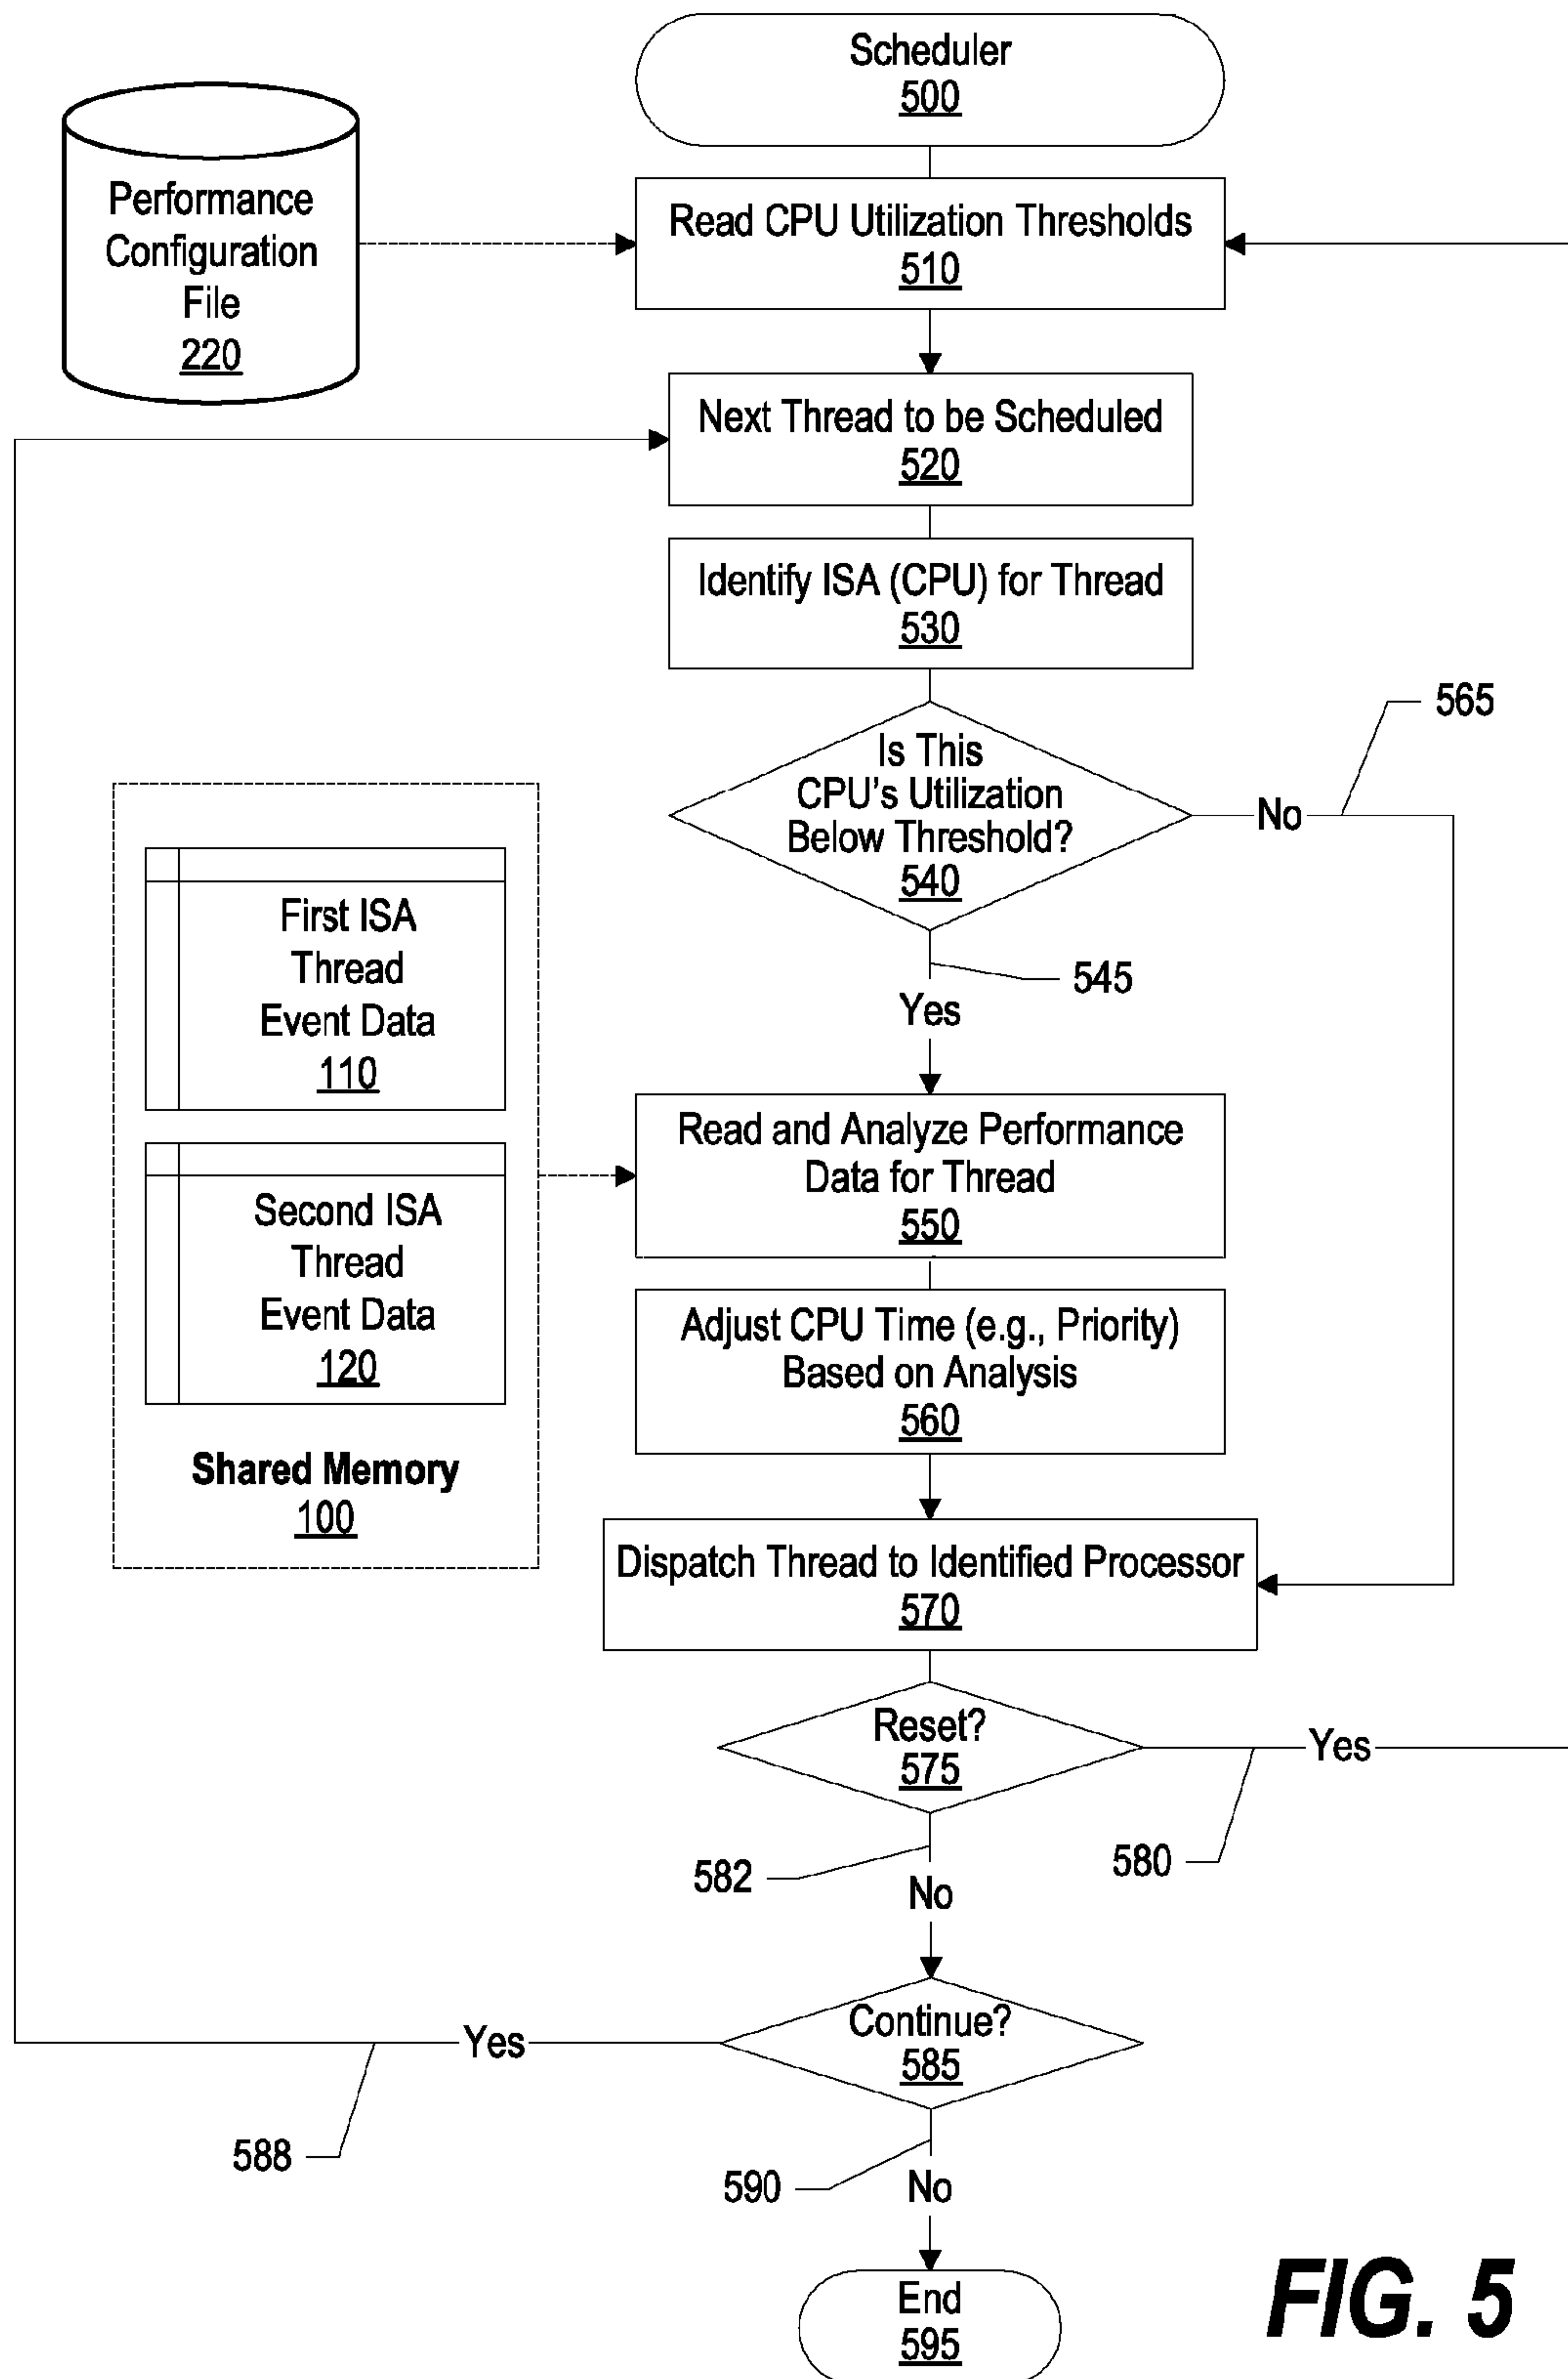 Scheduler
500
Performance
Configuration
File
220
Read CPU Utilization Thresholds
510
Next Thread to be Scheduled
520
Identify ISA (CPU) for Thread
530
Is This
CPU's Utilization
Below Threshold?
540
No
565
545
Yes
First ISA
Thread
Event Data
110
Second ISA
Thread
Event Data
120
Shared Memory
100
Read and Analyze Performance
Data for Thread
550
Adjust CPU Time (e.g., Priority)
Based on Analysis
560
Dispatch Thread to Identified Processor
570
Reset?
575
Yes
580
582
No
Continue?
585
Yes
588
590
No
End
595
FIG. 5